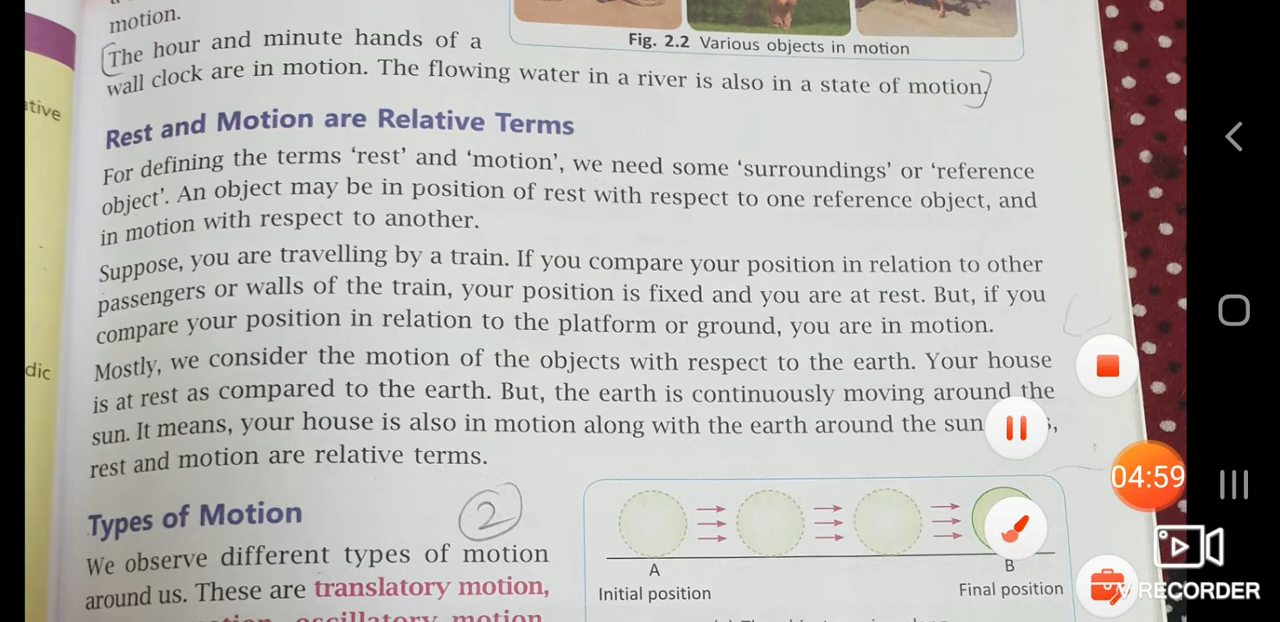 motion.
The hour and minute hands of a
wall clock are in motion. The flowing water in a river is also in a state of motion.
Fig. 2.2 Various objects in motion
Rest and Motion are Relative Terms
For defining the terms 'rest' and 'motion', we need some 'surroundings' or 'reference
object'. An object may be in position of rest with respect to one reference object, and
in motion with respect to another.
Suppose, you are travelling by a train. If you compare your position in relation to other
passengers or walls of the train, your position is fixed and you are at rest. But, if you
compare your position in relation to the platform or ground, you are in motion.
Mostly, we consider the motion of the objects with respect to the earth. Your house
is at rest as compared to the earth. But, the earth is continuously moving around the
sun. It means, your house is also in motion along with the earth around the sun
rest and motion are relative terms.
Types of Motion
2
We observe different types of motion
around us. These are translatory motion,
oscillatory motion
A
Initial position
B
Final position
dic
04:59
RECORDER